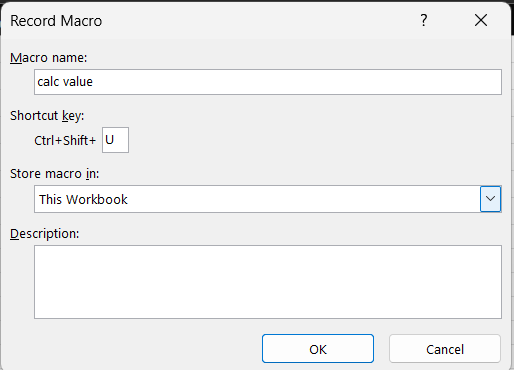 Record Macro ?
Macro name:
calc value
Shortcut key:
Ctrl+Shift+ U
Store macro in:
This Workbook
Description:
OK Cancel